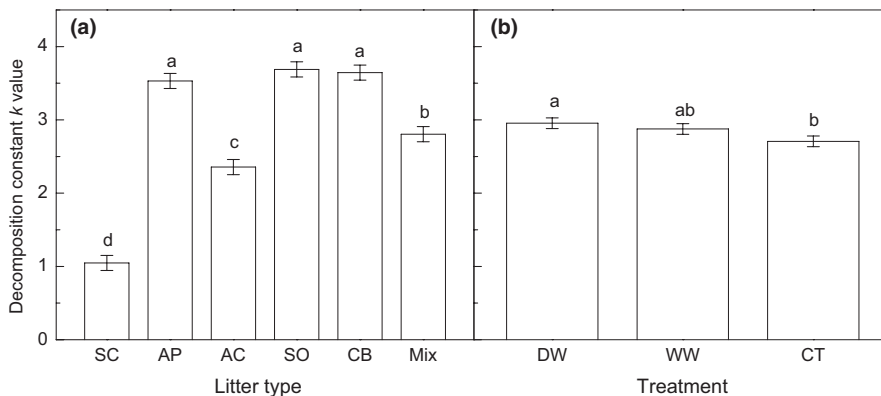 (a)
(b)
Decomposition constant k value
4
3
2
1
0
d
a
c
a
a
b
a
ab
b
SC AP AC SO CB Mix
DW WW CT
Litter type
Treatment